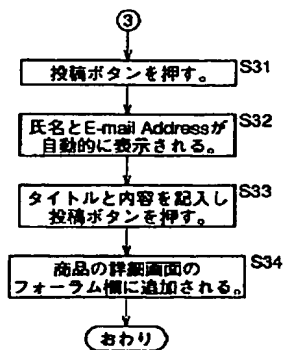 ③
投稿ボタンを押す。 S31
氏名とE-mail Addressが S32
自動的に表示される。
タイトルと内容を記入し S33
投稿ボタンを押す。
商品の詳細画面の S34
フォーラム欄に追加される。
おわり